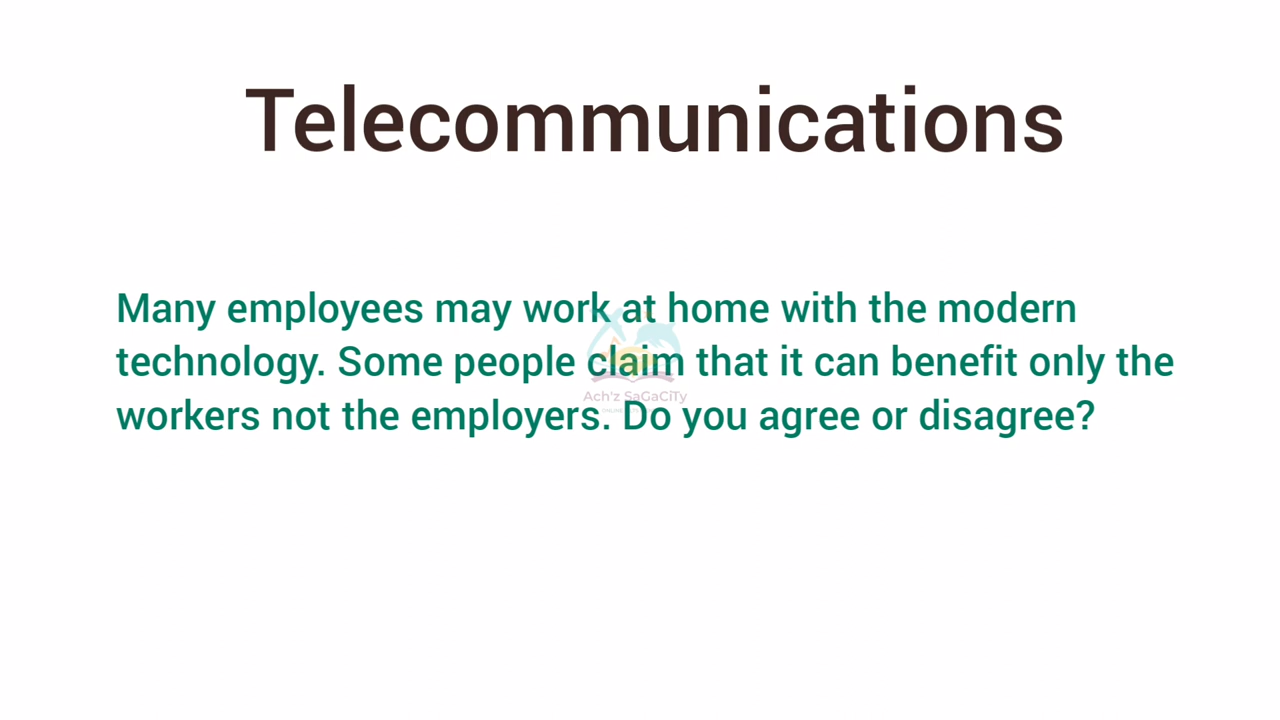 Telecommunications
Many employees may work at home with the modern
technology. Some people claim that it can benefit only the
workers not the employers. Do you agree or disagree?
Ach'z SaGaCiTy